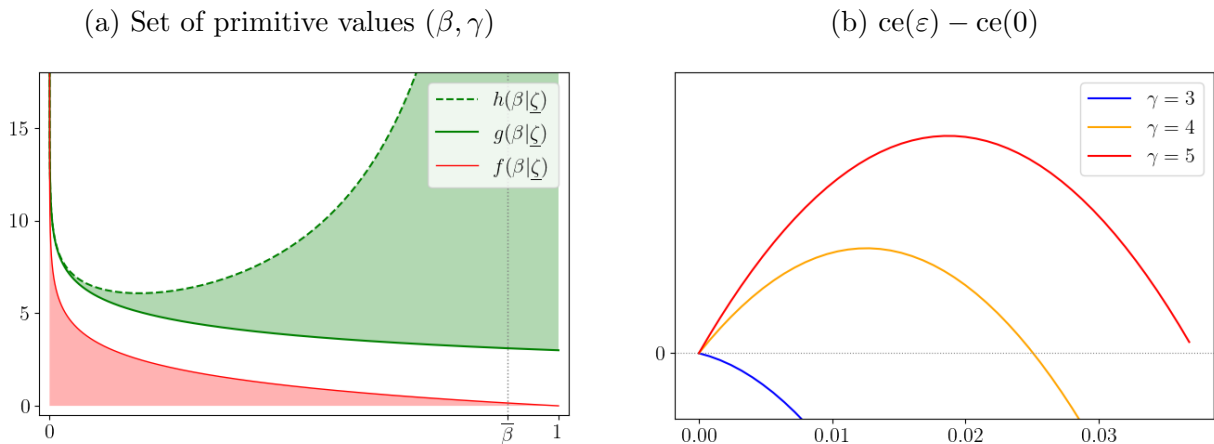 (a) Set of primitive values (β, γ)
15
10
5
0
h(β|ζ̲)
g(β|ζ̲)
f(β|ζ̲)
0
β̅
1
(b) ce(ε) − ce(0)
γ = 3
γ = 4
γ = 5
0
0.00
0.01
0.02
0.03